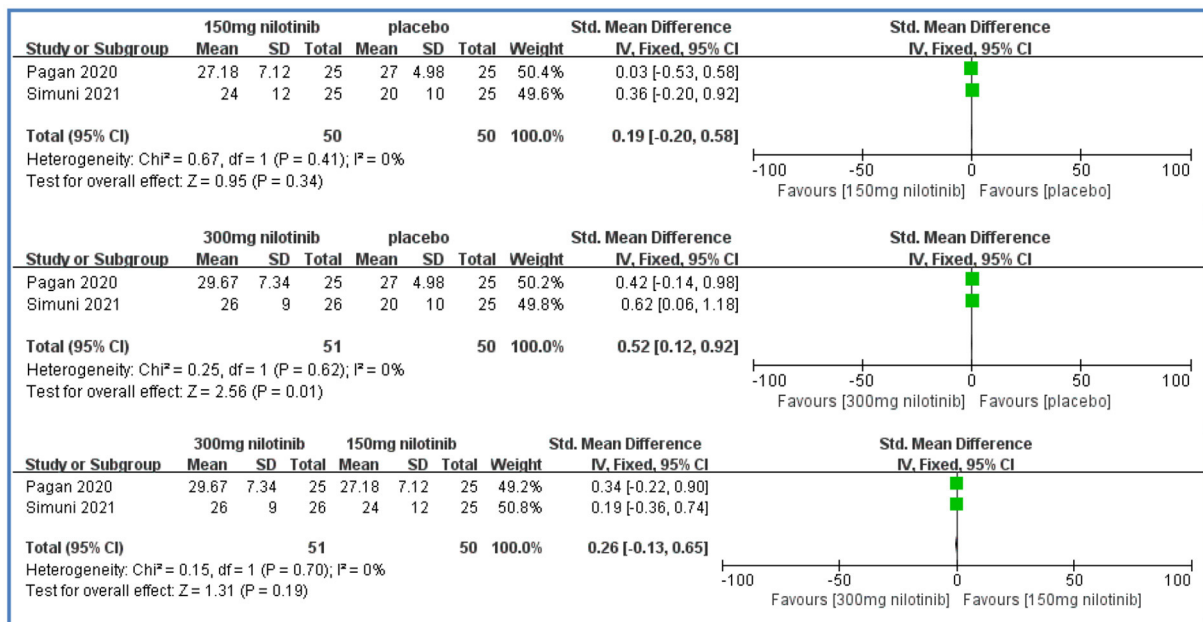 150mg nilotinib placebo Std. Mean Difference Std. Mean Difference
Study or Subgroup Mean SD Total Mean SD Total Weight IV, Fixed, 95% CI IV, Fixed, 95% CI
Pagan 2020 27.18 7.12 25 27 4.98 25 50.4% 0.03 [-0.53, 0.58]
Simuni 2021 24 12 25 20 10 25 49.6% 0.36 [-0.20, 0.92]
Total (95% CI) 50 50 100.0% 0.19 [-0.20, 0.58]
Heterogeneity: Chi² = 0.67, df = 1 (P = 0.41); I² = 0%
Test for overall effect: Z = 0.95 (P = 0.34)
-100 -50 0 50 100
Favours [150mg nilotinib] Favours [placebo]
300mg nilotinib placebo Std. Mean Difference Std. Mean Difference
Study or Subgroup Mean SD Total Mean SD Total Weight IV, Fixed, 95% CI IV, Fixed, 95% CI
Pagan 2020 29.67 7.34 25 27 4.98 25 50.2% 0.42 [-0.14, 0.98]
Simuni 2021 26 9 26 20 10 25 49.8% 0.62 [0.06, 1.18]
Total (95% CI) 51 50 100.0% 0.52 [0.12, 0.92]
Heterogeneity: Chi² = 0.25, df = 1 (P = 0.62); I² = 0%
Test for overall effect: Z = 2.56 (P = 0.01)
-100 -50 0 50 100
Favours [300mg nilotinib] Favours [placebo]
300mg nilotinib 150mg nilotinib Std. Mean Difference Std. Mean Difference
Study or Subgroup Mean SD Total Mean SD Total Weight IV, Fixed, 95% CI IV, Fixed, 95% CI
Pagan 2020 29.67 7.34 25 27.18 7.12 25 49.2% 0.34 [-0.22, 0.90]
Simuni 2021 26 9 26 24 12 25 50.8% 0.19 [-0.36, 0.74]
Total (95% CI) 51 50 100.0% 0.26 [-0.13, 0.65]
Heterogeneity: Chi² = 0.15, df = 1 (P = 0.70); I² = 0%
Test for overall effect: Z = 1.31 (P = 0.19)
-100 -50 0 50 100
Favours [300mg nilotinib] Favours [150mg nilotinib]